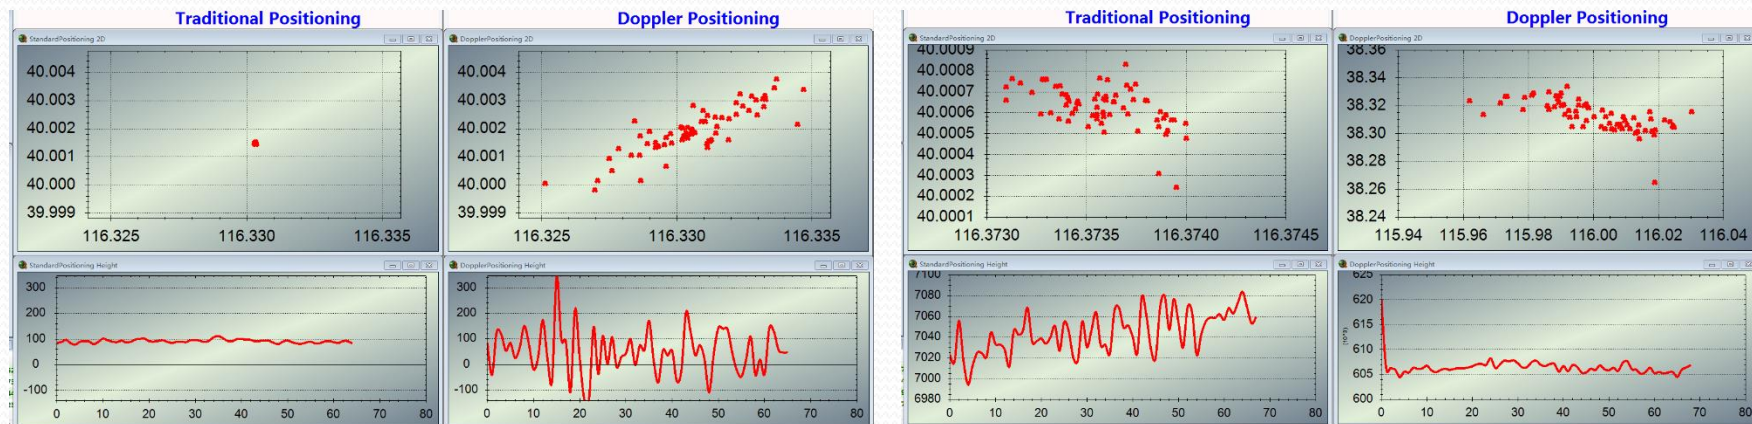 Traditional Positioning
Doppler Positioning
Traditional Positioning
Doppler Positioning
StandardPositioning 2D
40.004
40.003
40.002
40.001
40.000
39.999
116.325 116.330 116.335
DopplerPositioning 2D
40.004
40.003
40.002
40.001
40.000
39.999
116.325 116.330 116.335
StandardPositioning 2D
40.0009
40.0008
40.0007
40.0006
40.0005
40.0004
40.0003
40.0002
40.0001
116.3730 116.3735 116.3740 116.3745
DopplerPositioning 2D
38.36
38.34
38.32
38.30
38.28
38.26
38.24
115.94 115.96 115.98 116.00 116.02 116.04
StandardPositioning Height
300
200
100
0
-100
0 10 20 30 40 50 60 70 80
DopplerPositioning Height
300
200
100
0
-100
0 10 20 30 40 50 60 70 80
StandardPositioning Height
7100
7080
7060
7040
7020
7000
6980
0 10 20 30 40 50 60 70 80
DopplerPositioning Height
625
620
615
610
605
600
0 10 20 30 40 50 60 70 80